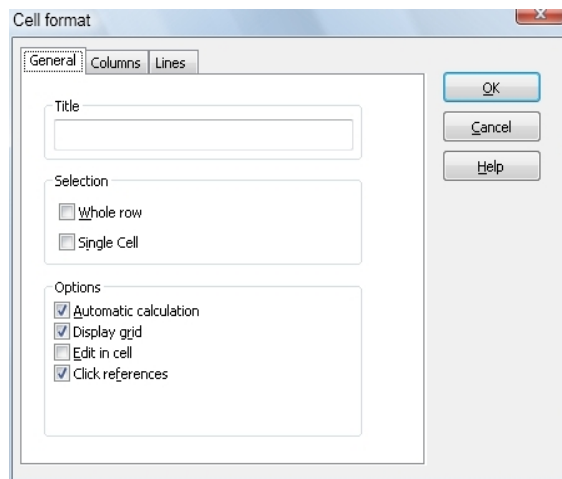 Cell format
General Columns Lines
Title
Selection
Whole row
Single Cell
Options
Automatic calculation
Display grid
Edit in cell
Click references
OK
Cancel
Help